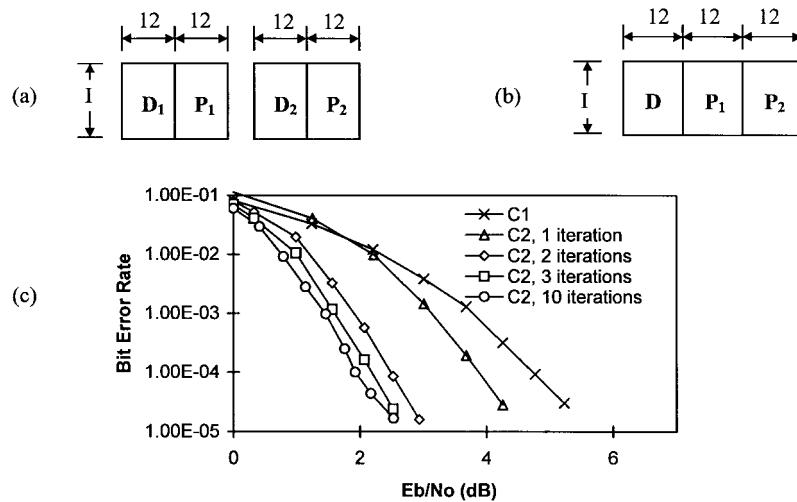 12 12 12 12 12 12 12
(a) I D₁ P₁ D₂ P₂ (b) I D P₁ P₂
(c)
Bit Error Rate
1.00E-01
1.00E-02
1.00E-03
1.00E-04
1.00E-05
C1
C2, 1 iteration
C2, 2 iterations
C2, 3 iterations
C2, 10 iterations
0 2 4 6
Eb/No (dB)